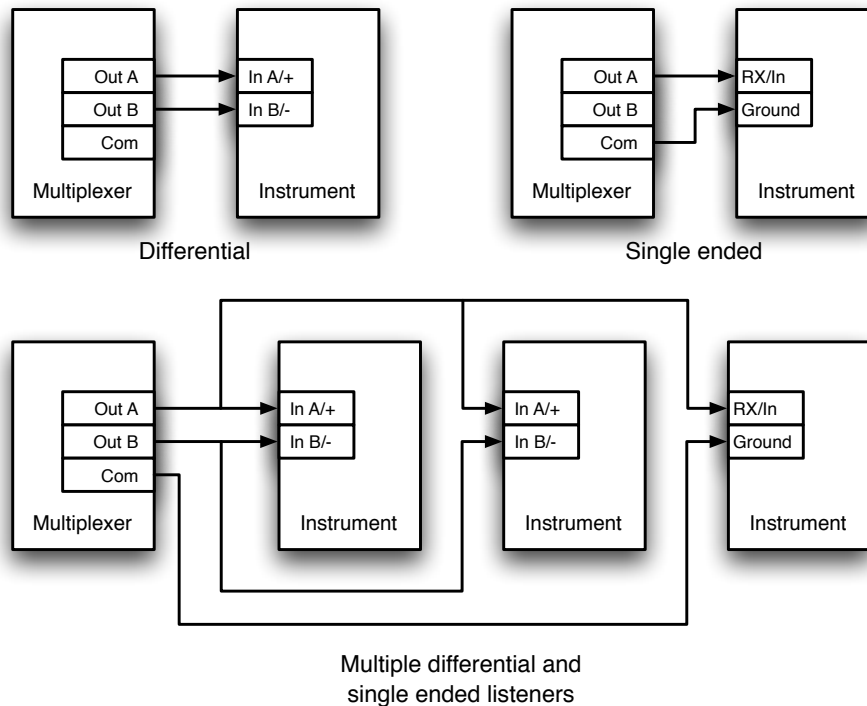 Out A
Out B
Com
Multiplexer
In A/+
In B/-
Instrument
Differential
Out A
Out B
Com
Multiplexer
RX/In
Ground
Instrument
Single ended
Out A
Out B
Com
Multiplexer
In A/+
In B/-
Instrument
In A/+
In B/-
Instrument
RX/In
Ground
Instrument
Multiple differential and
single ended listeners